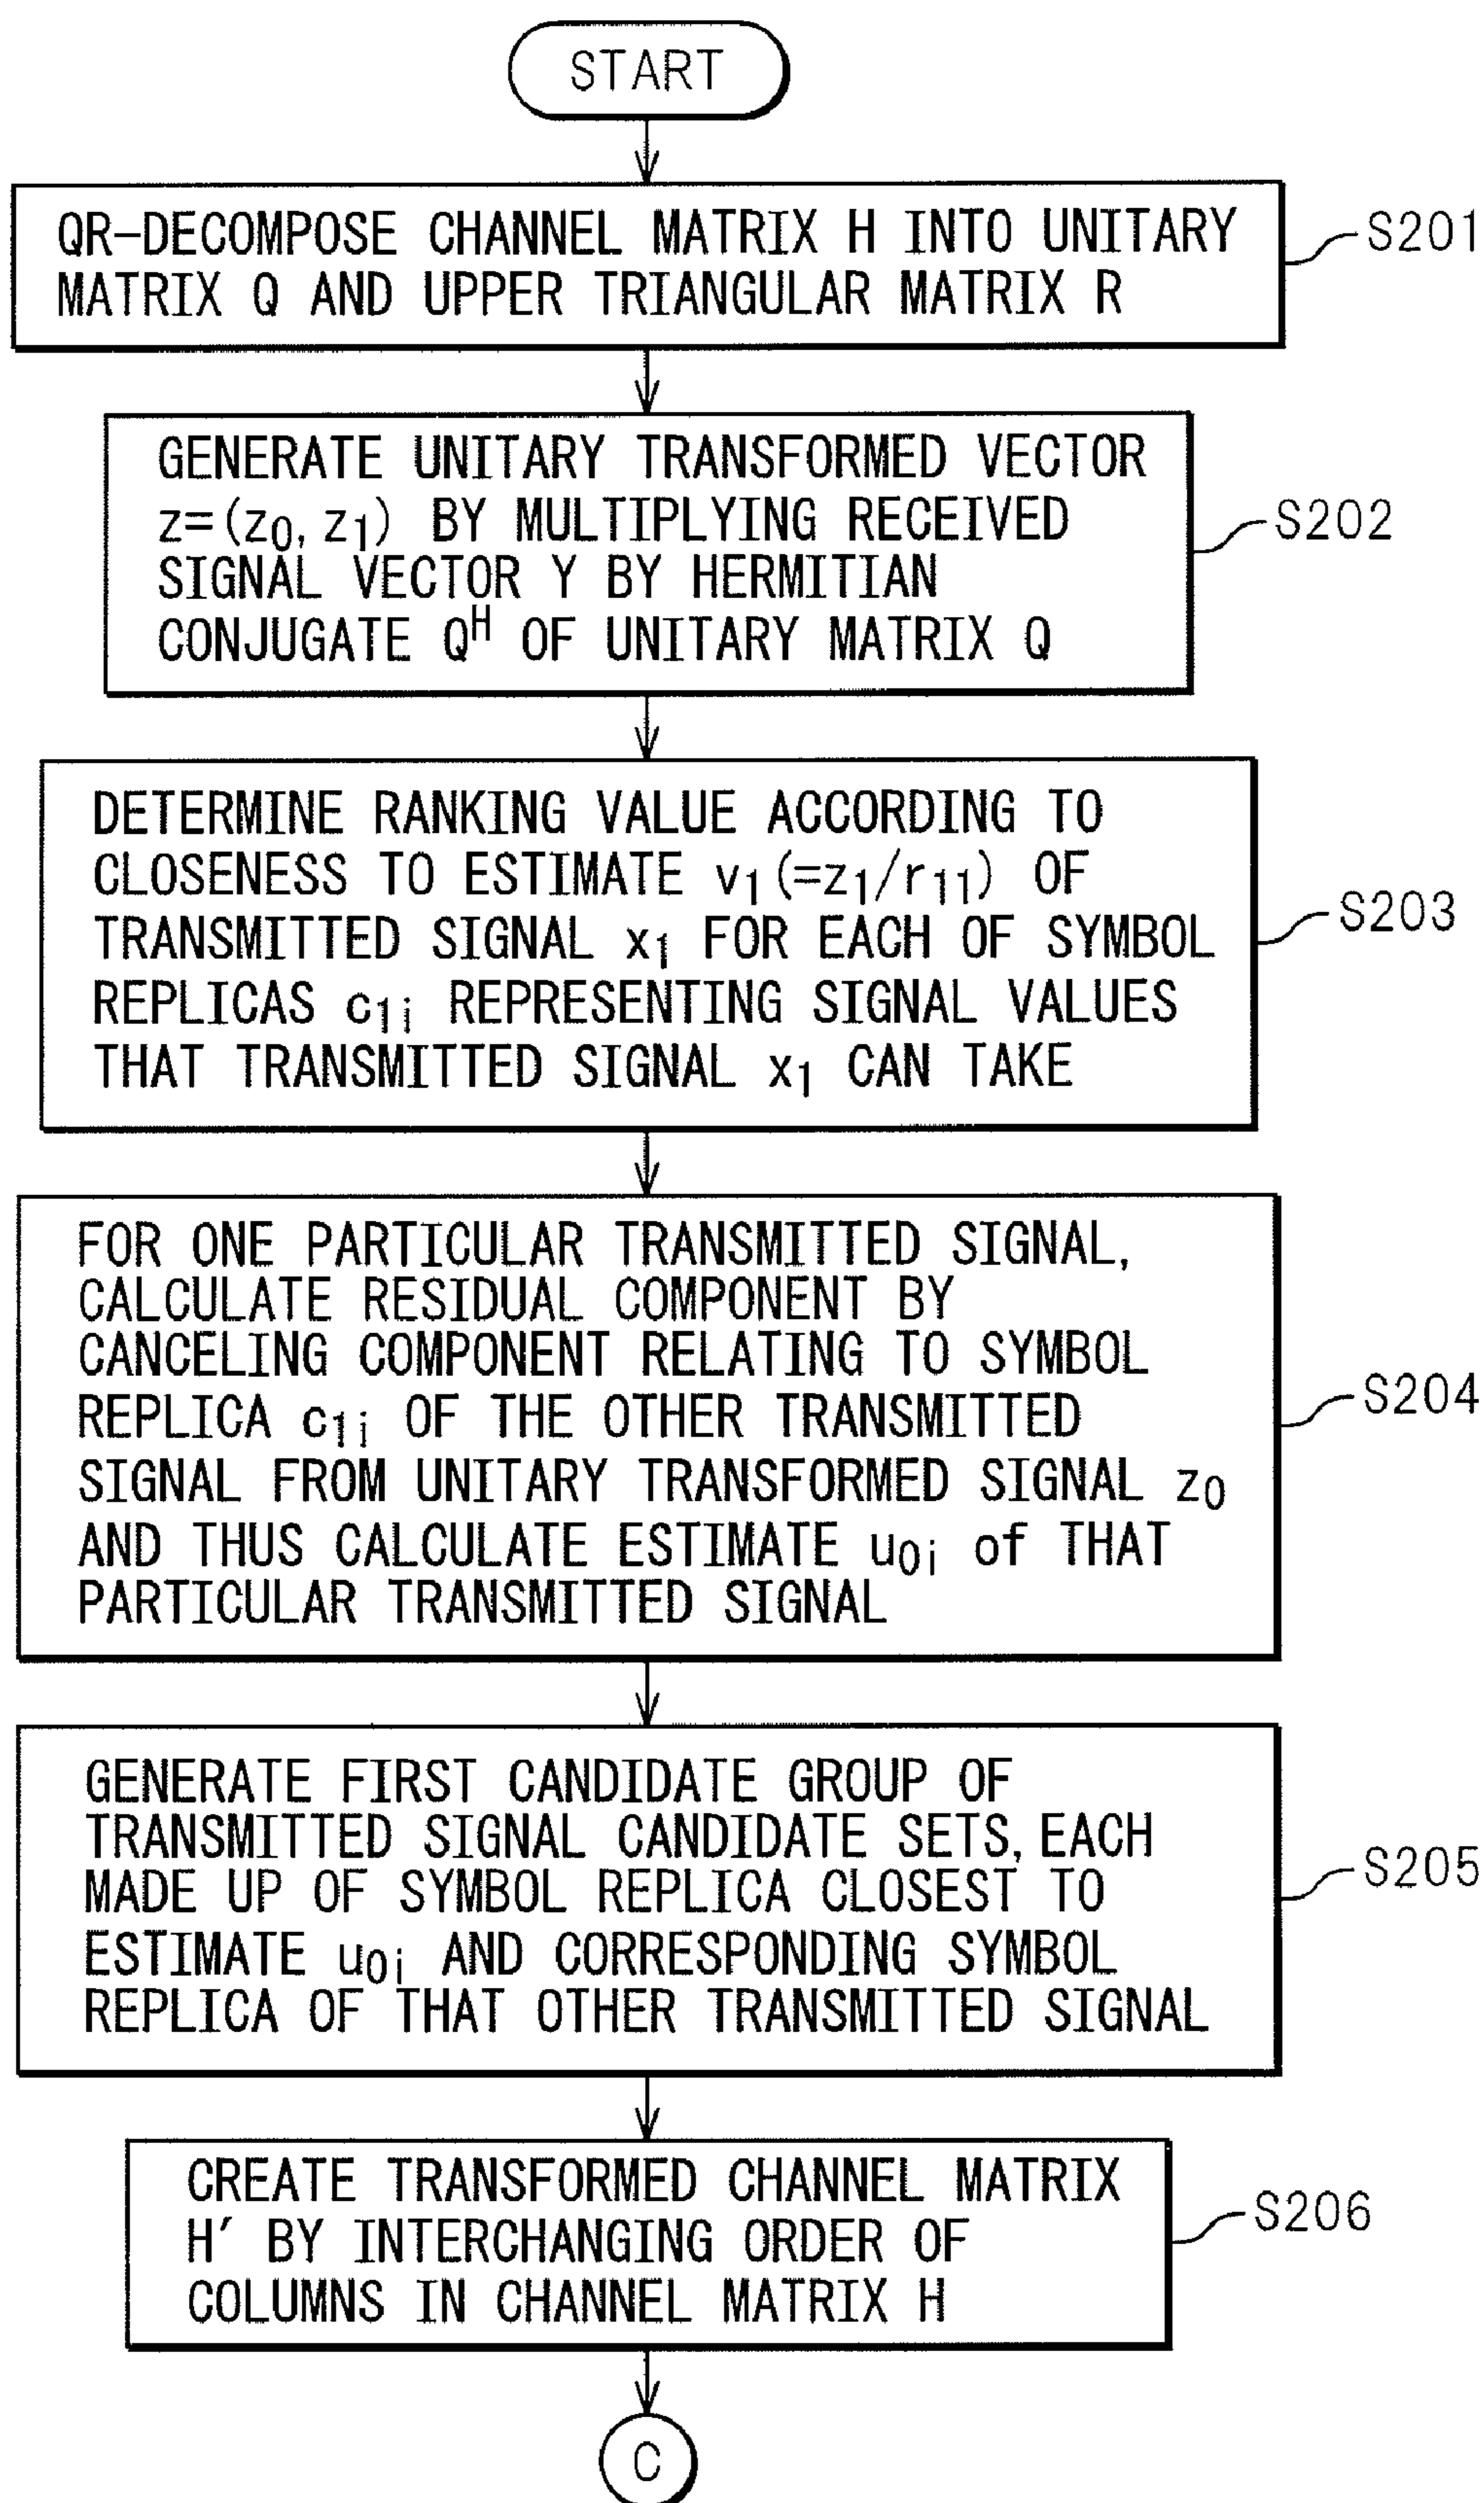 START
QR-DECOMPOSE CHANNEL MATRIX H INTO UNITARY
MATRIX Q AND UPPER TRIANGULAR MATRIX R
S201
GENERATE UNITARY TRANSFORMED VECTOR
z=(z₀, z₁) BY MULTIPLYING RECEIVED
SIGNAL VECTOR Y BY HERMITIAN
CONJUGATE Qᴴ OF UNITARY MATRIX Q
S202
DETERMINE RANKING VALUE ACCORDING TO
CLOSENESS TO ESTIMATE v₁(=z₁/r₁₁) OF
TRANSMITTED SIGNAL x₁ FOR EACH OF SYMBOL
REPLICAS c₁ᵢ REPRESENTING SIGNAL VALUES
THAT TRANSMITTED SIGNAL x₁ CAN TAKE
S203
FOR ONE PARTICULAR TRANSMITTED SIGNAL,
CALCULATE RESIDUAL COMPONENT BY
CANCELING COMPONENT RELATING TO SYMBOL
REPLICA c₁ᵢ OF THE OTHER TRANSMITTED
SIGNAL FROM UNITARY TRANSFORMED SIGNAL z₀
AND THUS CALCULATE ESTIMATE u₀ᵢ of THAT
PARTICULAR TRANSMITTED SIGNAL
S204
GENERATE FIRST CANDIDATE GROUP OF
TRANSMITTED SIGNAL CANDIDATE SETS, EACH
MADE UP OF SYMBOL REPLICA CLOSEST TO
ESTIMATE u₀ᵢ AND CORRESPONDING SYMBOL
REPLICA OF THAT OTHER TRANSMITTED SIGNAL
S205
CREATE TRANSFORMED CHANNEL MATRIX
H′ BY INTERCHANGING ORDER OF
COLUMNS IN CHANNEL MATRIX H
S206
C